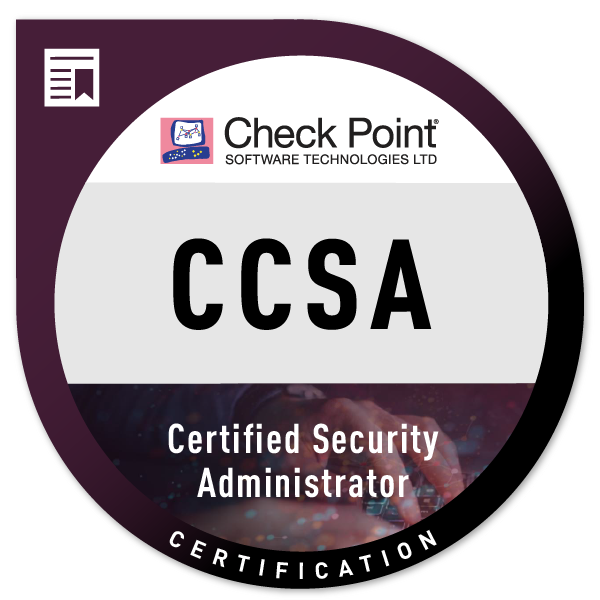 Check Point®
SOFTWARE TECHNOLOGIES LTD
CCSA
Certified Security
Administrator
CERTIFICATION